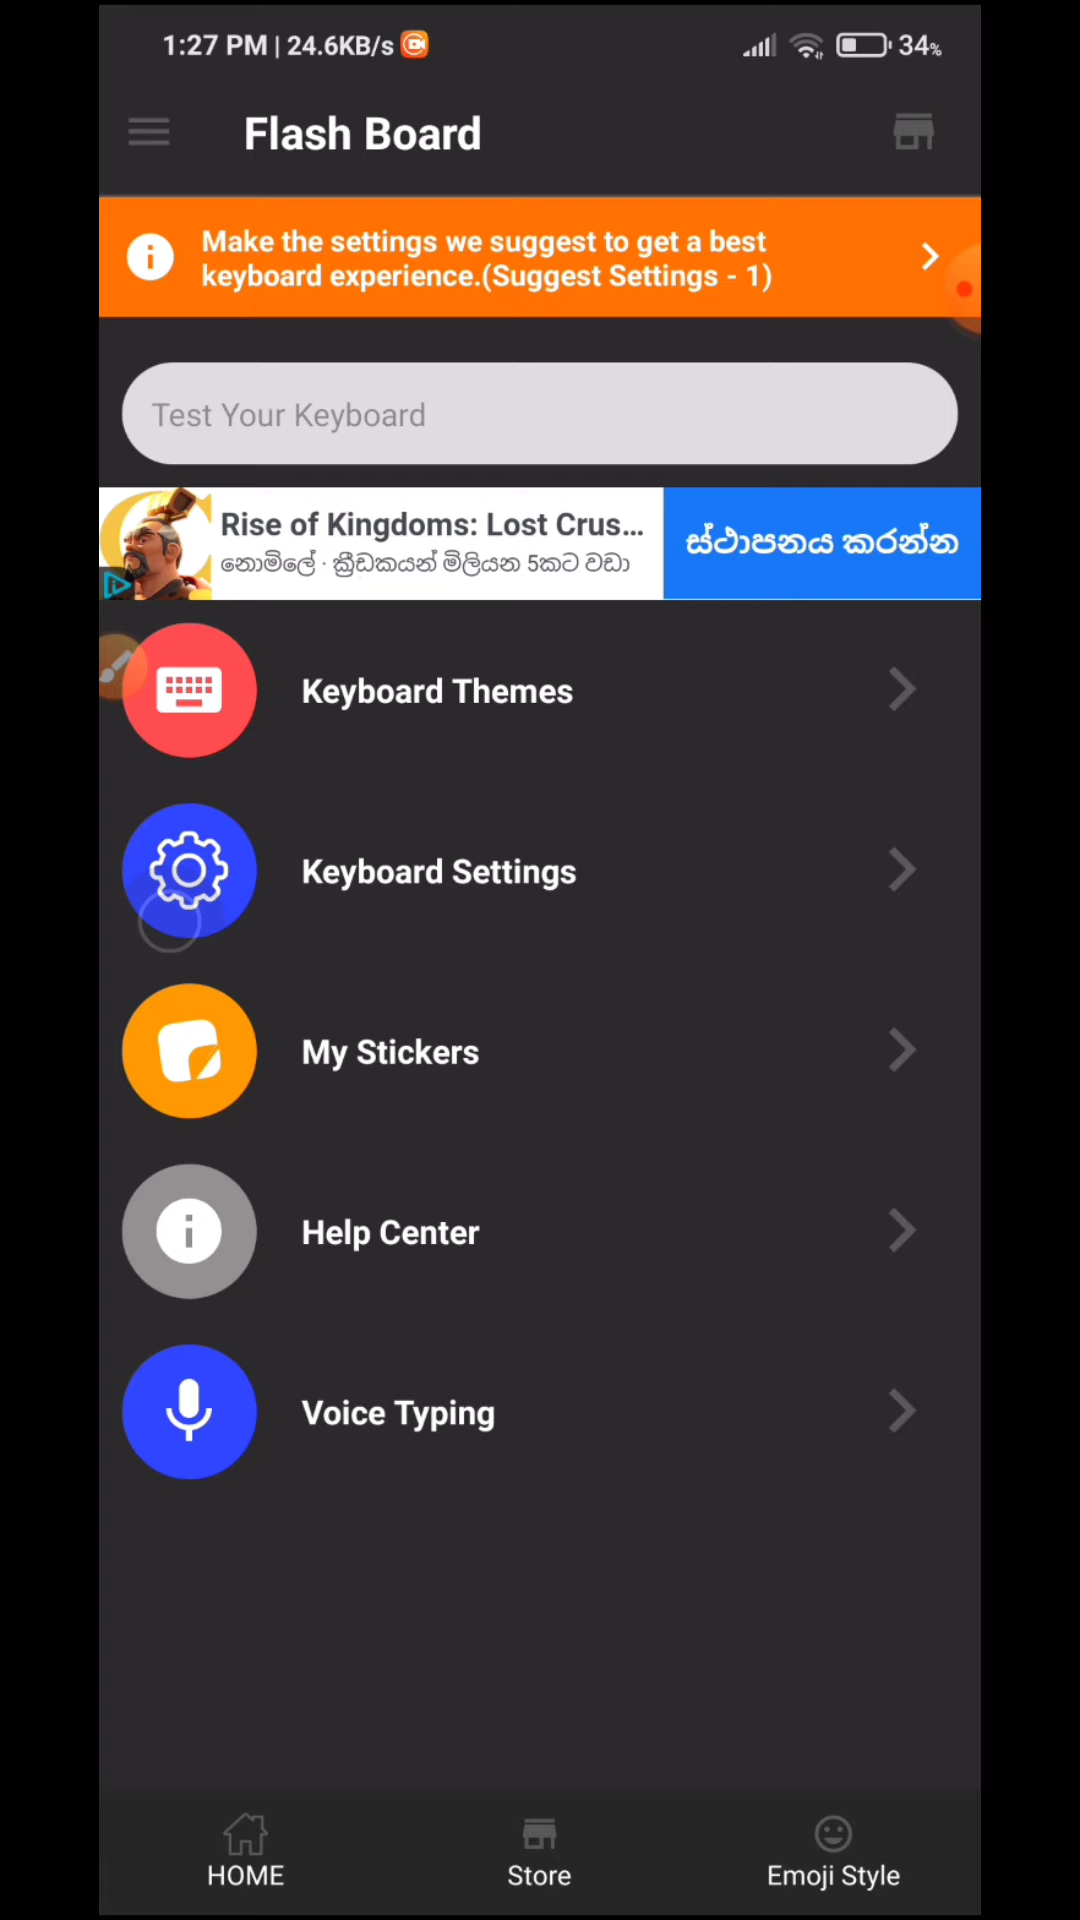 1:27 PM | 24.6KB/s
34%
Flash Board
Make the settings we suggest to get a best
keyboard experience.(Suggest Settings - 1)
Test Your Keyboard
Rise of Kingdoms: Lost Crus...
නොමිලේ · ක්‍රීඩකයන් මිලියන 5කට වඩා
ස්ථාපනය කරන්න
Keyboard Themes
Keyboard Settings
My Stickers
Help Center
Voice Typing
HOME
Store
Emoji Style